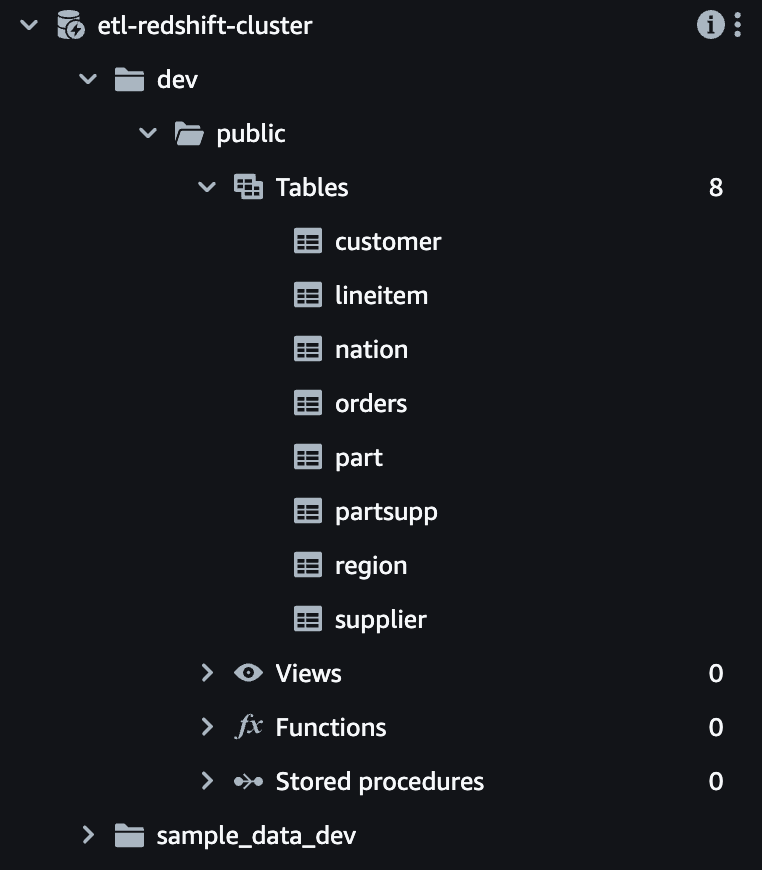 etl-redshift-cluster
dev
public
Tables 8
customer
lineitem
nation
orders
part
partsupp
region
supplier
Views 0
fx Functions 0
Stored procedures 0
sample_data_dev